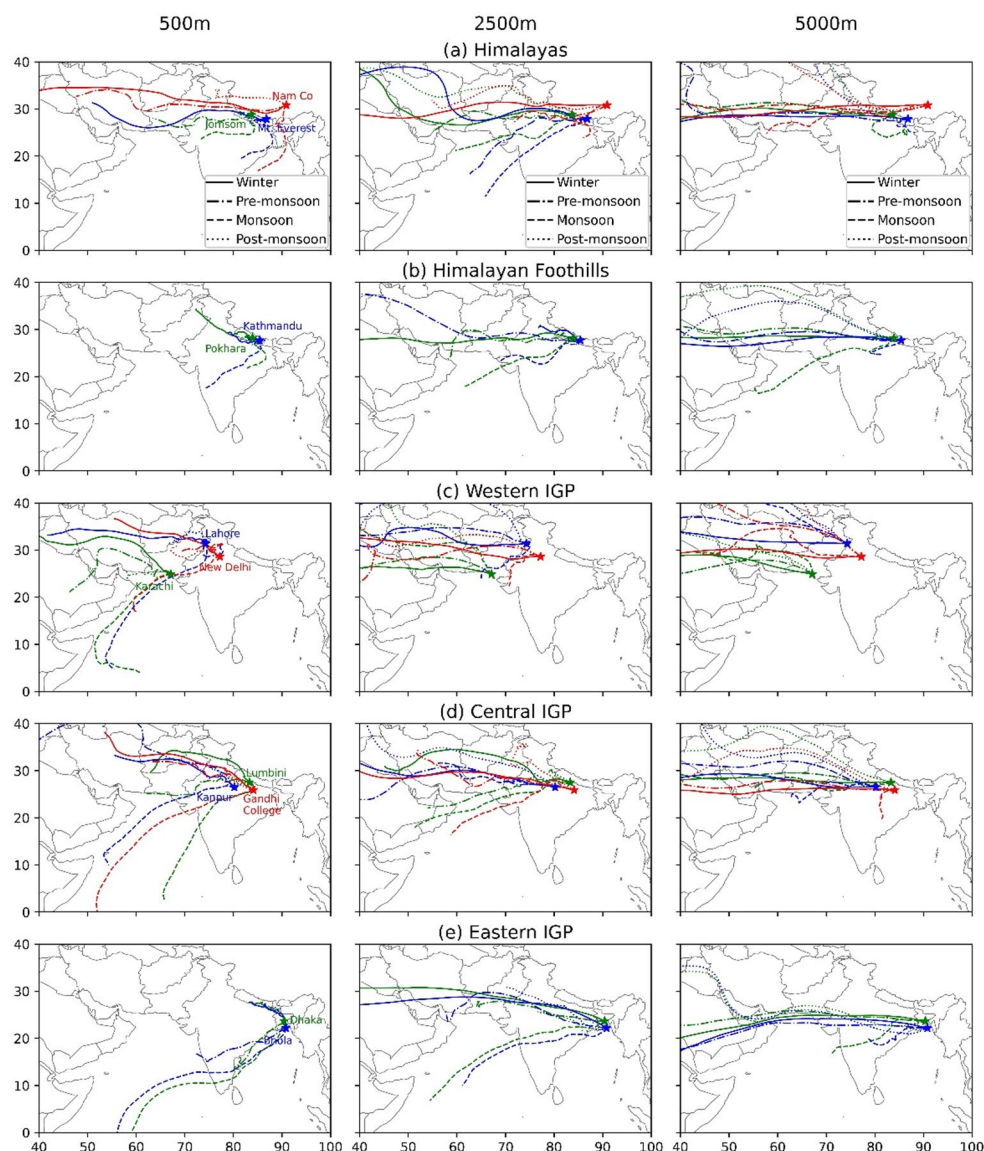 500m 2500m 5000m
(a) Himalayas
40
30
20
10
0
Nam Co
Jomsom
Mt. Everest
Winter
Pre-monsoon
Monsoon
Post-monsoon
Winter
Pre-monsoon
Monsoon
Post-monsoon
Winter
Pre-monsoon
Monsoon
Post-monsoon
(b) Himalayan Foothills
40
30
20
10
0
Kathmandu
Pokhara
(c) Western IGP
40
30
20
10
0
Lahore
New Delhi
Karachi
(d) Central IGP
40
30
20
10
0
Lumbini
Kanpur
Gandhi
College
(e) Eastern IGP
40
30
20
10
0
Dhaka
Bhola
40 50 60 70 80 90 100 40 50 60 70 80 90 100 40 50 60 70 80 90 100